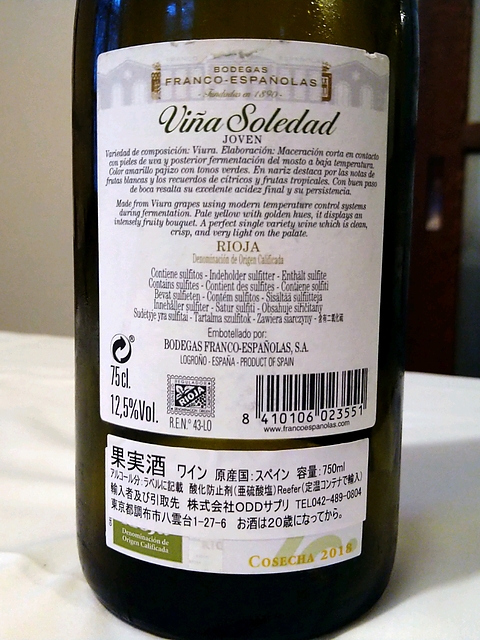 BODEGAS
FRANCO-ESPAÑOLAS
- Fundadas en 1890 -
Viña Soledad
JOVEN
Variedad de composición: Viura. Elaboración: Maceración corta en contacto
con pieles de uva y posterior fermentación del mosto a baja temperatura.
Color amarillo pajizo con tonos verdes. En nariz destaca por las notas de
frutas blancas y los recuerdos de cítricos y frutas tropicales. Con buen paso
de boca resalta su excelente acidez final y su persistencia.
Made from Viura grapes using modern temperature control systems
during fermentation. Pale yellow with golden hues, it displays an
intensely fruity bouquet. A perfect single variety wine which is clean,
crisp, and very light on the palate.
RIOJA
Denominación de Origen Calificada
Contiene sulfitos - Indeholder sulfitter - Enthält sulfite
Contains sulfites - Contient des sulfites - Contiene solfiti
Bevat sulfieten - Contém sulfitos - Sisältää sulfiitteja
Innehåller sulfiter - Satur sulfīti - Obsahuje siřičitany
Sudėtyje yra sulfitai - Tartalma szulfitok - Zawiera siarczyny - 含有二氧化硫
Embotellado por:
BODEGAS FRANCO-ESPAÑOLAS, S.A.
LOGROÑO - ESPAÑA - PRODUCT OF SPAIN
75cl.
12,5%Vol.
RIOJA
R.E.N.º 43-LO
8 410106 023551
www.francoespanolas.com
果実酒 ワイン 原産国：スペイン 容量：750ml
アルコール分：ラベルに記載 酸化防止剤(亜硫酸塩) Reefer(定温コンテナで輸入)
輸入者及び引取先 株式会社ODDサプリ TEL042-489-0804
東京都調布市八雲台1-27-6 お酒は20歳になってから。
Denominación de
Origen Calificada
COSECHA 2018